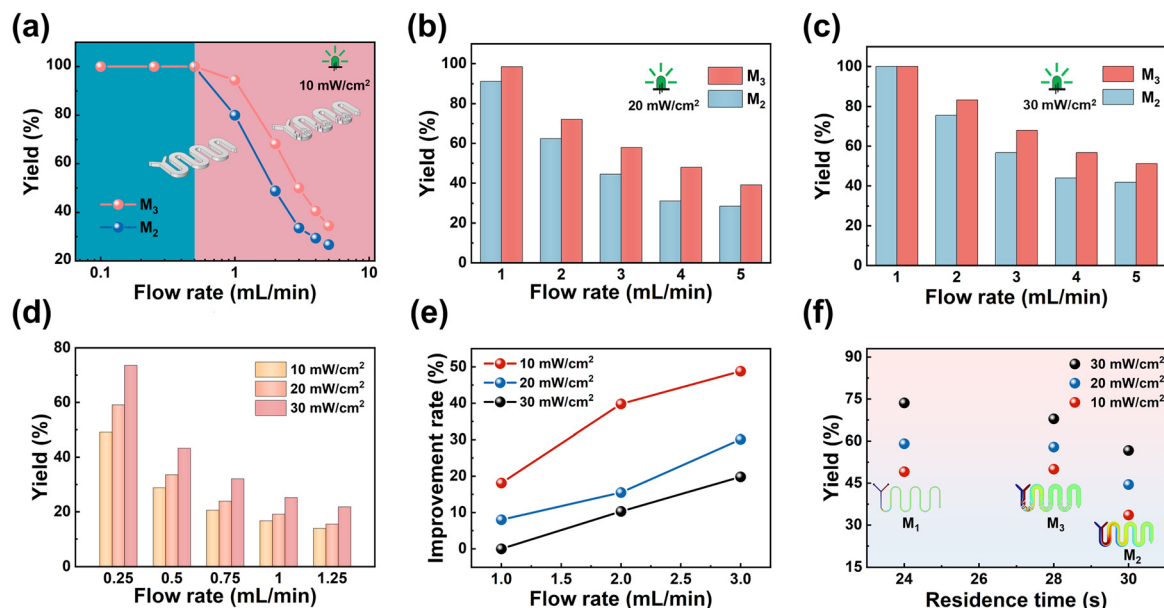 (a)
Yield (%)
100
80
60
40
20
10 mW/cm²
M₃
M₂
0.1
1
10
Flow rate (mL/min)
(b)
Yield (%)
100
80
60
40
20
0
20 mW/cm²
M₃
M₂
1 2 3 4 5
Flow rate (mL/min)
(c)
Yield (%)
100
80
60
40
20
0
30 mW/cm²
M₃
M₂
1 2 3 4 5
Flow rate (mL/min)
(d)
Yield (%)
80
60
40
20
0
10 mW/cm²
20 mW/cm²
30 mW/cm²
0.25 0.5 0.75 1 1.25
Flow rate (mL/min)
(e)
Improvement rate (%)
50
40
30
20
10
0
10 mW/cm²
20 mW/cm²
30 mW/cm²
1.0 1.5 2.0 2.5 3.0
Flow rate (mL/min)
(f)
Yield (%)
90
75
60
45
30
15
30 mW/cm²
20 mW/cm²
10 mW/cm²
M₁
M₃
M₂
24 26 28 30
Residence time (s)